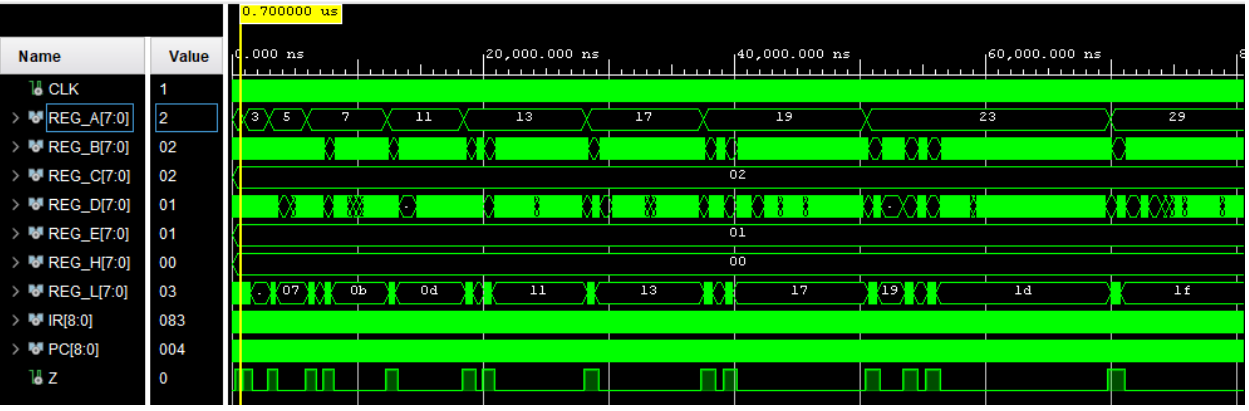 0.700000 us
Name Value 0.000 ns 20,000.000 ns 40,000.000 ns 60,000.000 ns 8
CLK 1
REG_A[7:0] 2 3 5 7 11 13 17 19 23 29
REG_B[7:0] 02
REG_C[7:0] 02 02
REG_D[7:0] 01
REG_E[7:0] 01 01
REG_H[7:0] 00 00
REG_L[7:0] 03 . 07 0b 0d 11 13 17 19 1d 1f
IR[8:0] 083
PC[8:0] 004
Z 0